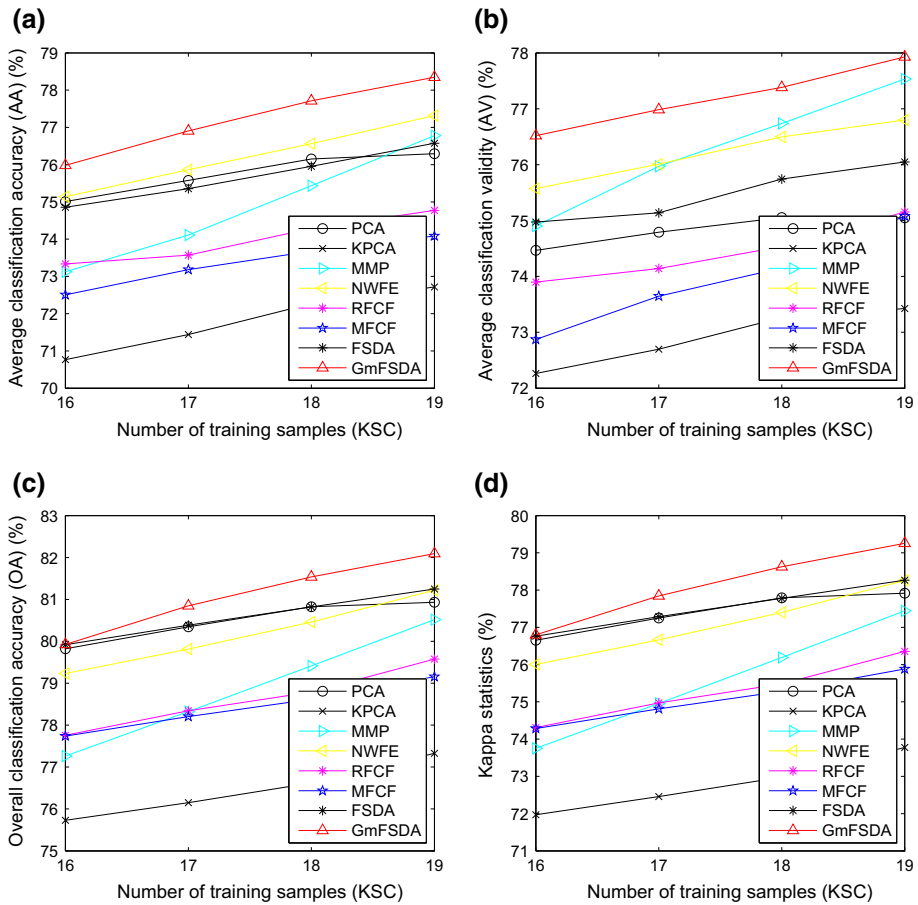 (a)
79
78
77
76
75
74
73
72
71
70
16
17
18
19
Average classification accuracy (AA) (%)
Number of training samples (KSC)
PCA
KPCA
MMP
NWFE
RFCF
MFCF
FSDA
GmFSDA
(b)
78
77
76
75
74
73
72
16
17
18
19
Average classification validity (AV) (%)
Number of training samples (KSC)
PCA
KPCA
MMP
NWFE
RFCF
MFCF
FSDA
GmFSDA
(c)
83
82
81
80
79
78
77
76
75
16
17
18
19
Overall classification accuracy (OA) (%)
Number of training samples (KSC)
PCA
KPCA
MMP
NWFE
RFCF
MFCF
FSDA
GmFSDA
(d)
80
79
78
77
76
75
74
73
72
71
16
17
18
19
Kappa statistics (%)
Number of training samples (KSC)
PCA
KPCA
MMP
NWFE
RFCF
MFCF
FSDA
GmFSDA